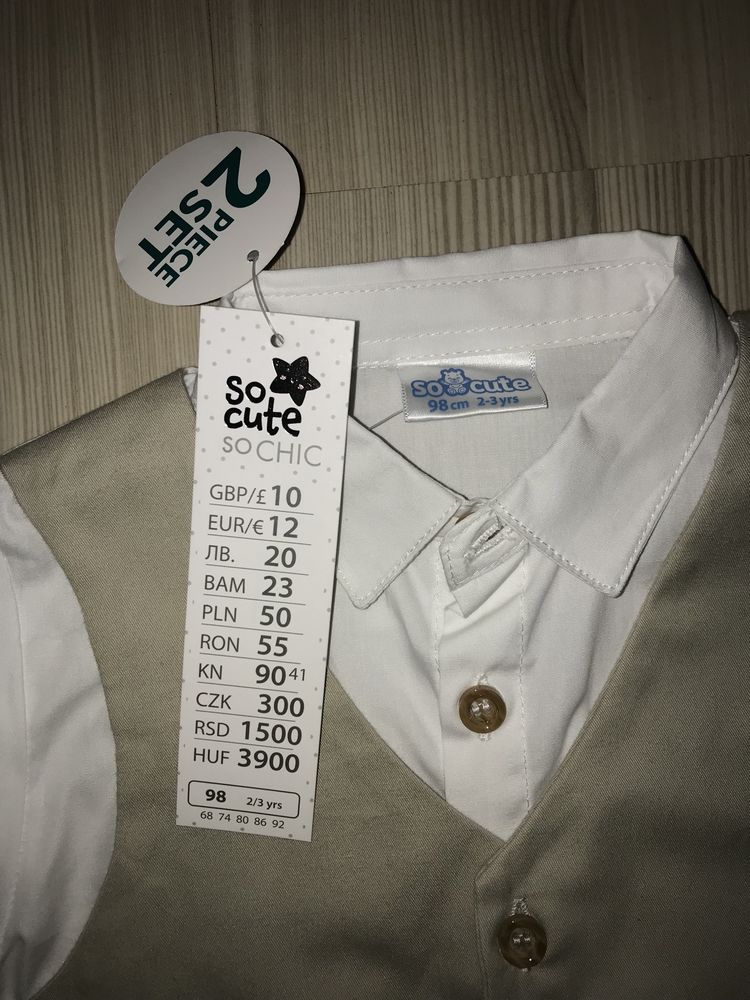 2
PIECE
SET
so
cute
so CHIC
GBP/£ 10
EUR/€ 12
ЛВ. 20
BAM 23
PLN 50
RON 55
KN 90 41
CZK 300
RSD 1500
HUF 3900
98 2/3 yrs
68 74 80 86 92
so cute
98 cm 2-3 yrs